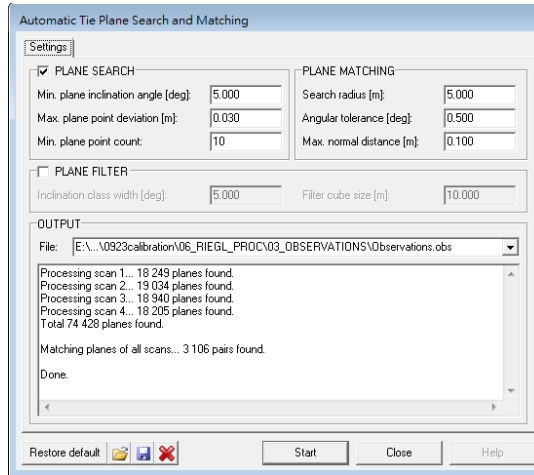 Automatic Tie Plane Search and Matching
Settings
PLANE SEARCH
Min. plane inclination angle [deg]: 5.000
Max. plane point deviation [m]: 0.030
Min. plane point count: 10
PLANE MATCHING
Search radius [m]: 5.000
Angular tolerance [deg]: 0.500
Max. normal distance [m]: 0.100
PLANE FILTER
Inclination class width [deg]: 5.000 Filter cube size [m]: 10.000
OUTPUT
File: E:\...\0923calibration\06_RIEGL_PROC\03_OBSERVATIONS\Observations.obs
Processing scan 1... 18 249 planes found.
Processing scan 2... 19 034 planes found.
Processing scan 3... 18 940 planes found.
Processing scan 4... 18 205 planes found.
Total 74 428 planes found.
Matching planes of all scans... 3 106 pairs found.
Done.
Restore default Start Close Help